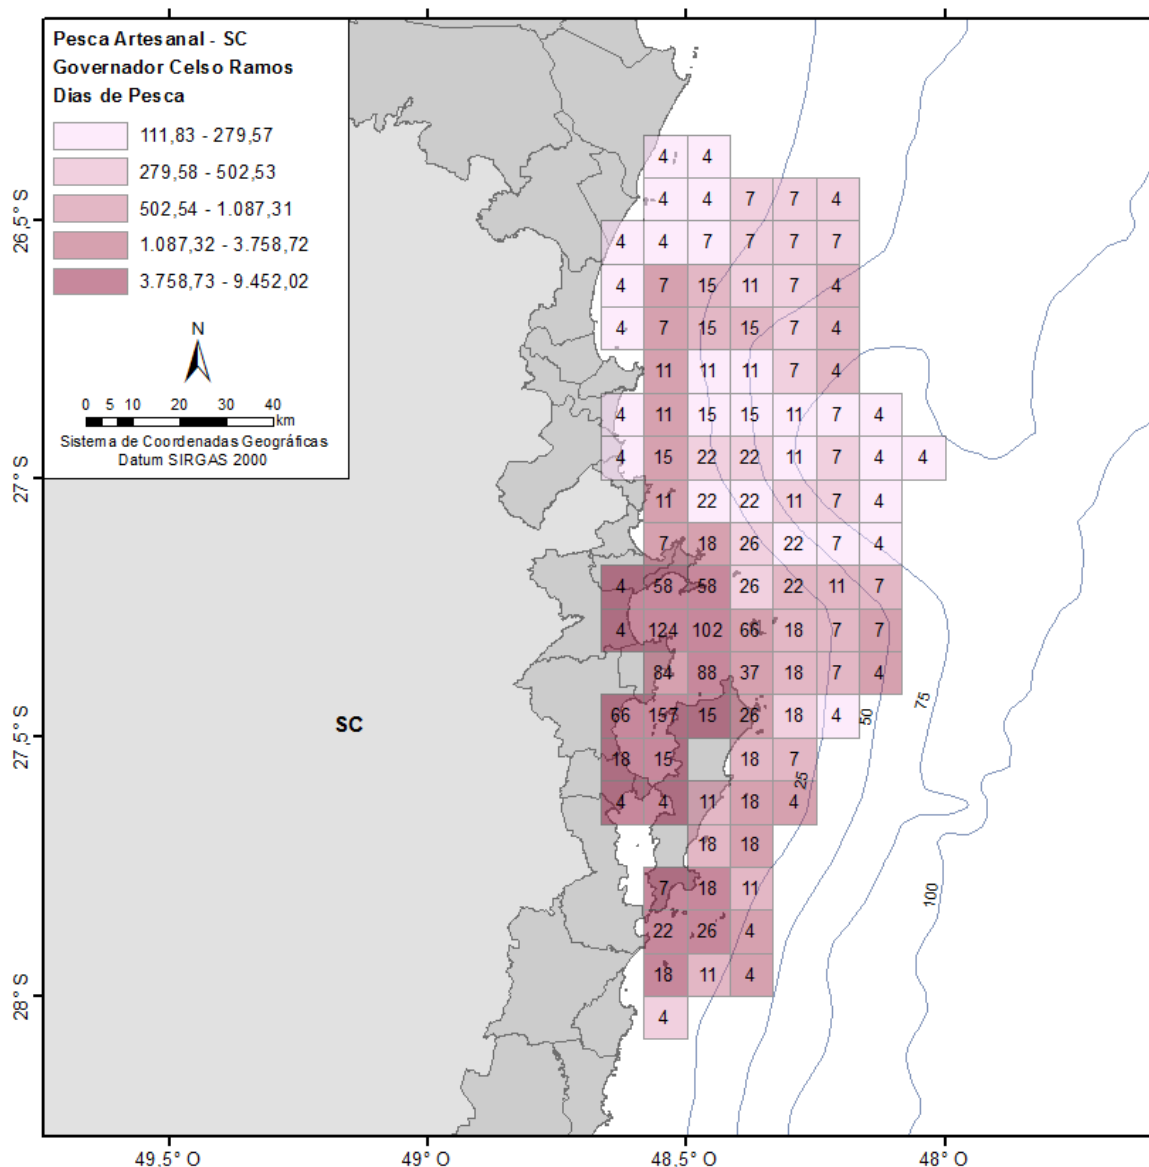 Pesca Artesanal - SC
Governador Celso Ramos
Dias de Pesca
111,83 - 279,57
279,58 - 502,53
502,54 - 1.087,31
1.087,32 - 3.758,72
3.758,73 - 9.452,02
N
0 5 10 20 30 40
km
Sistema de Coordenadas Geográficas
Datum SIRGAS 2000
4 4
4 4 7 7 4
26,5° S
4 4 7 7 7 7
4 7 15 11 7 4
4 7 15 15 7 4
11 11 11 7 4
4 11 15 15 11 7 4
4 15 22 22 11 7 4 4
27° S
11 22 22 11 7 4
7 18 26 22 7 4
4 58 58 26 22 11 7
4 124 102 66 18 7 7
84 88 37 18 7 4
66 157 15 26 18 4
50
75
SC
27,5° S
18 15 18 7
25
4 4 11 18 4
18 18
7 18 11
100
22 26 4
18 11 4
28° S
4
49,5° O
49° O
48,5° O
48° O